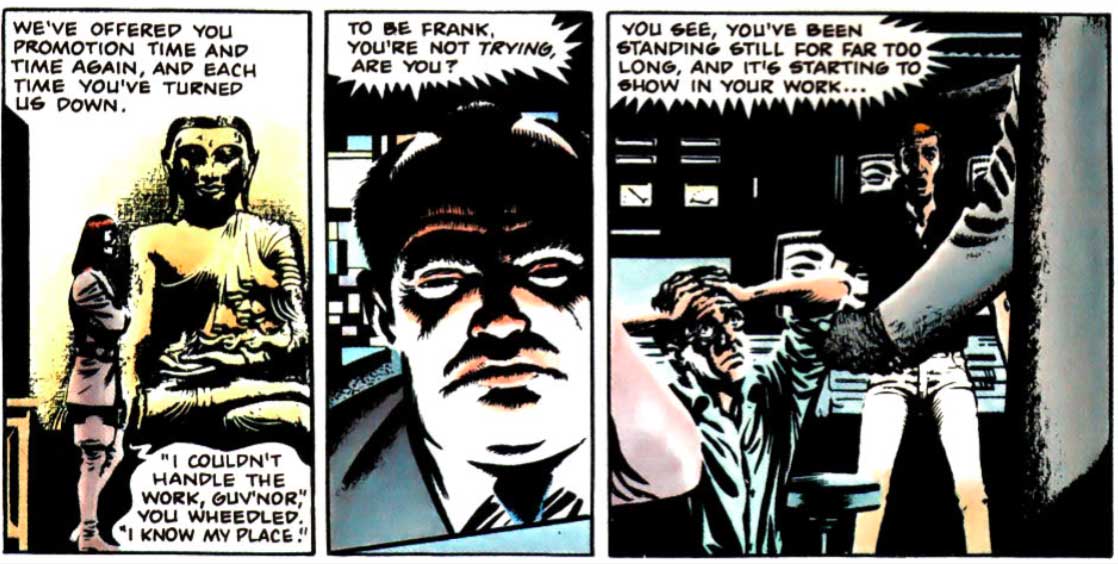 WE'VE OFFERED YOU
PROMOTION TIME AND
TIME AGAIN, AND EACH
TIME YOU'VE TURNED
US DOWN.
"I COULDN'T
HANDLE THE
WORK, GUV'NOR,"
YOU WHEEDLED.
"I KNOW MY PLACE."
TO BE FRANK,
YOU'RE NOT TRYING,
ARE YOU?
YOU SEE, YOU'VE BEEN
STANDING STILL FOR FAR TOO
LONG, AND IT'S STARTING TO
SHOW IN YOUR WORK...